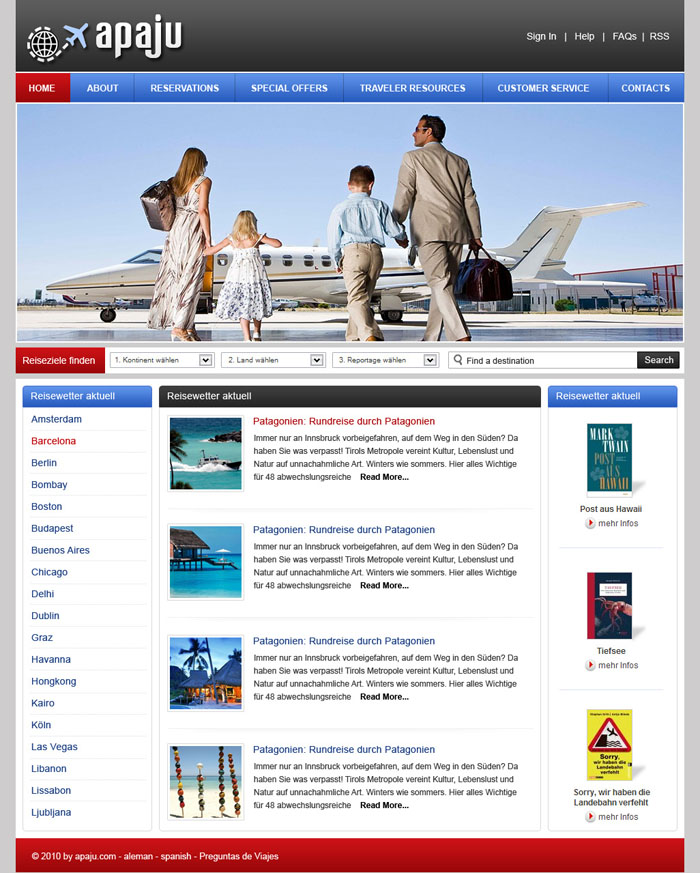 apaju
Sign In | Help | FAQs | RSS
HOME ABOUT RESERVATIONS SPECIAL OFFERS TRAVELER RESOURCES CUSTOMER SERVICE CONTACTS
Reiseziele finden 1. Kontinent wählen 2. Land wählen 3. Reportage wählen Find a destination Search
Reisewetter aktuell
Amsterdam
Barcelona
Berlin
Bombay
Boston
Budapest
Buenos Aires
Chicago
Delhi
Dublin
Graz
Havanna
Hongkong
Kairo
Köln
Las Vegas
Libanon
Lissabon
Ljubljana
Reisewetter aktuell
Patagonien: Rundreise durch Patagonien
Immer nur an Innsbruck vorbeigefahren, auf dem Weg in den Süden? Da
haben Sie was verpasst! Tirols Metropole vereint Kultur, Lebenslust und
Natur auf unnachahmliche Art. Winters wie sommers. Hier alles Wichtige
für 48 abwechslungsreiche Read More...
Patagonien: Rundreise durch Patagonien
Immer nur an Innsbruck vorbeigefahren, auf dem Weg in den Süden? Da
haben Sie was verpasst! Tirols Metropole vereint Kultur, Lebenslust und
Natur auf unnachahmliche Art. Winters wie sommers. Hier alles Wichtige
für 48 abwechslungsreiche Read More...
Patagonien: Rundreise durch Patagonien
Immer nur an Innsbruck vorbeigefahren, auf dem Weg in den Süden? Da
haben Sie was verpasst! Tirols Metropole vereint Kultur, Lebenslust und
Natur auf unnachahmliche Art. Winters wie sommers. Hier alles Wichtige
für 48 abwechslungsreiche Read More...
Patagonien: Rundreise durch Patagonien
Immer nur an Innsbruck vorbeigefahren, auf dem Weg in den Süden? Da
haben Sie was verpasst! Tirols Metropole vereint Kultur, Lebenslust und
Natur auf unnachahmliche Art. Winters wie sommers. Hier alles Wichtige
für 48 abwechslungsreiche Read More...
Reisewetter aktuell
MARK
TWAIN
POST
AUS
HAWAII
Post aus Hawaii
mehr Infos
Tiefsee
mehr Infos
Sorry,
wir haben die
Landebahn
verfehlt
Sorry, wir haben die
Landebahn verfehlt
mehr Infos
© 2010 by apaju.com - aleman - spanish - Preguntas de Viajes